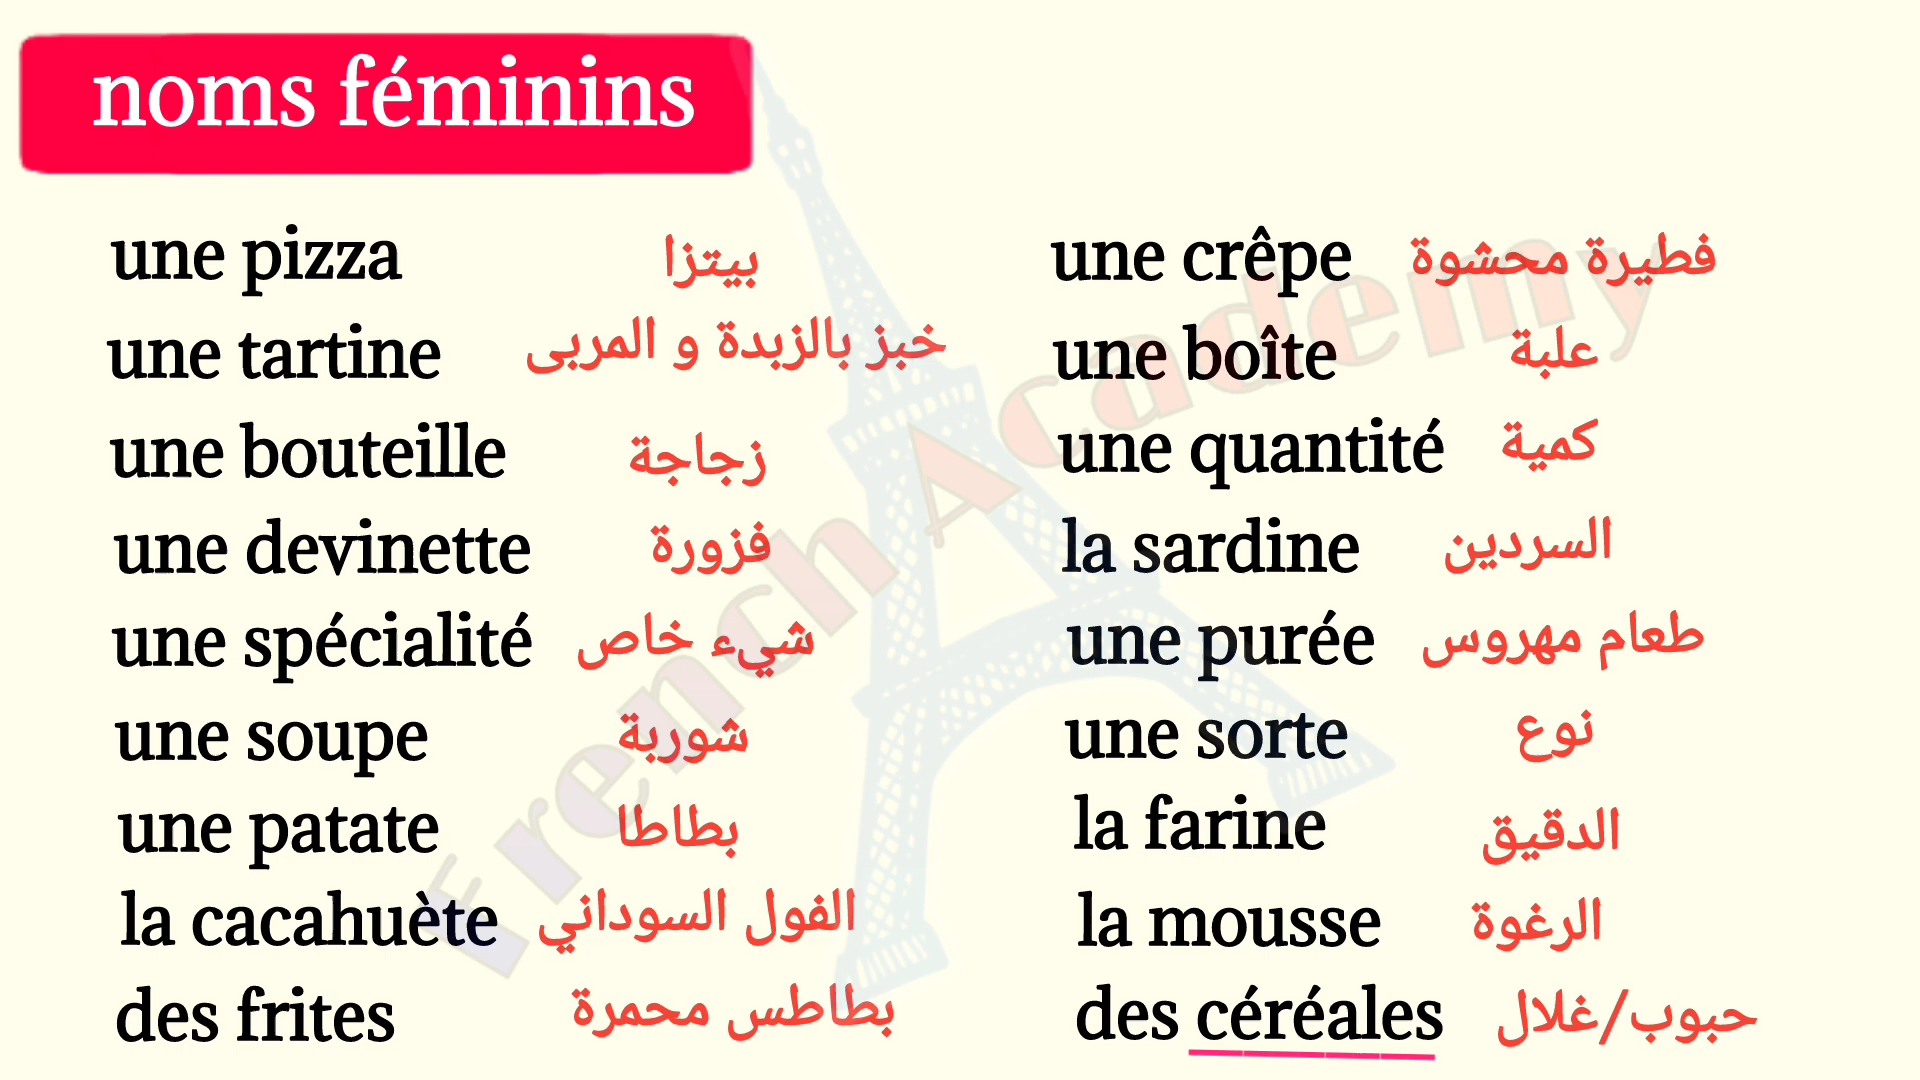 noms féminins
une pizza بيتزا
une tartine خبز بالزبدة و المربى
une bouteille زجاجة
une devinette فزورة
une spécialité شيء خاص
une soupe شوربة
une patate بطاطا
la cacahuète الفول السوداني
des frites بطاطس محمرة
une crêpe فطيرة محشوة
une boîte علبة
une quantité كمية
la sardine السردين
une purée طعام مهروس
une sorte نوع
la farine الدقيق
la mousse الرغوة
des céréales حبوب/غلال
French Academy